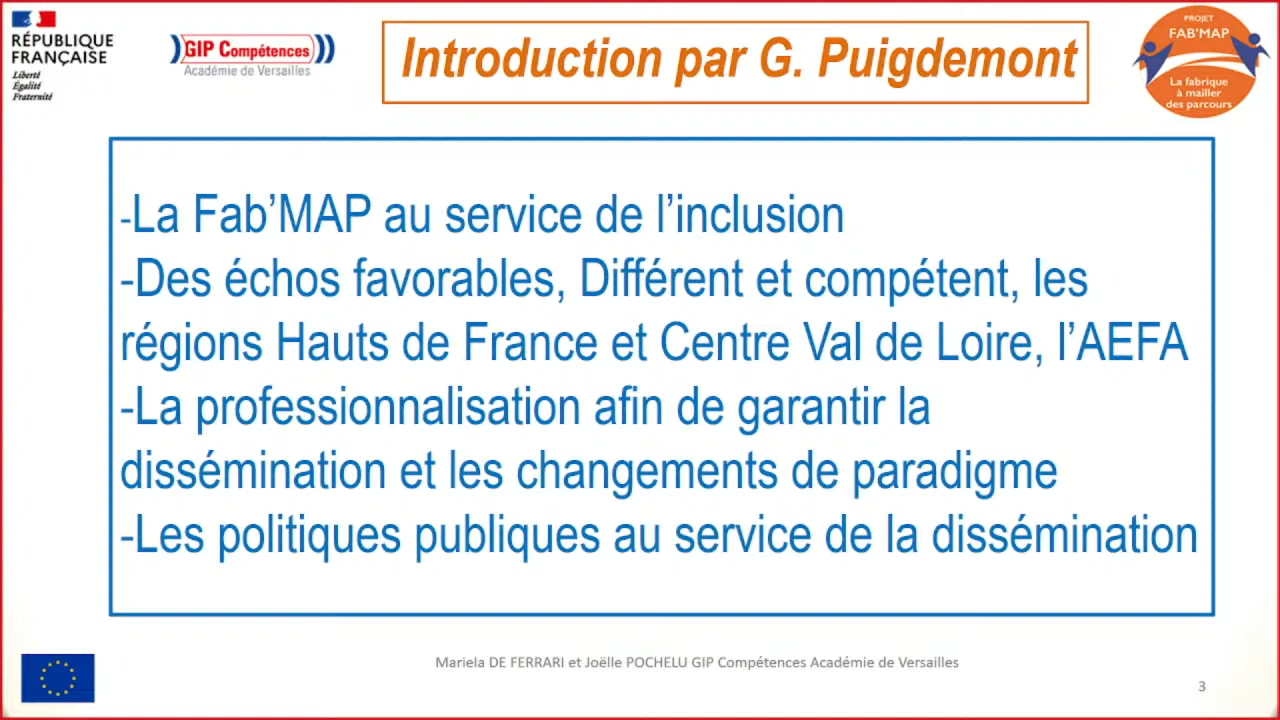 RÉPUBLIQUE
FRANÇAISE
Liberté
Égalité
Fraternité
GIP Compétences
Académie de Versailles
Introduction par G. Puigdemont
PROJET
FAB'MAP
La fabrique
à mailler
des parcours
-La Fab’MAP au service de l’inclusion
-Des échos favorables, Différent et compétent, les
régions Hauts de France et Centre Val de Loire, l’AEFA
-La professionnalisation afin de garantir la
dissémination et les changements de paradigme
-Les politiques publiques au service de la dissémination
Mariela DE FERRARI et Joëlle POCHELU GIP Compétences Académie de Versailles
3